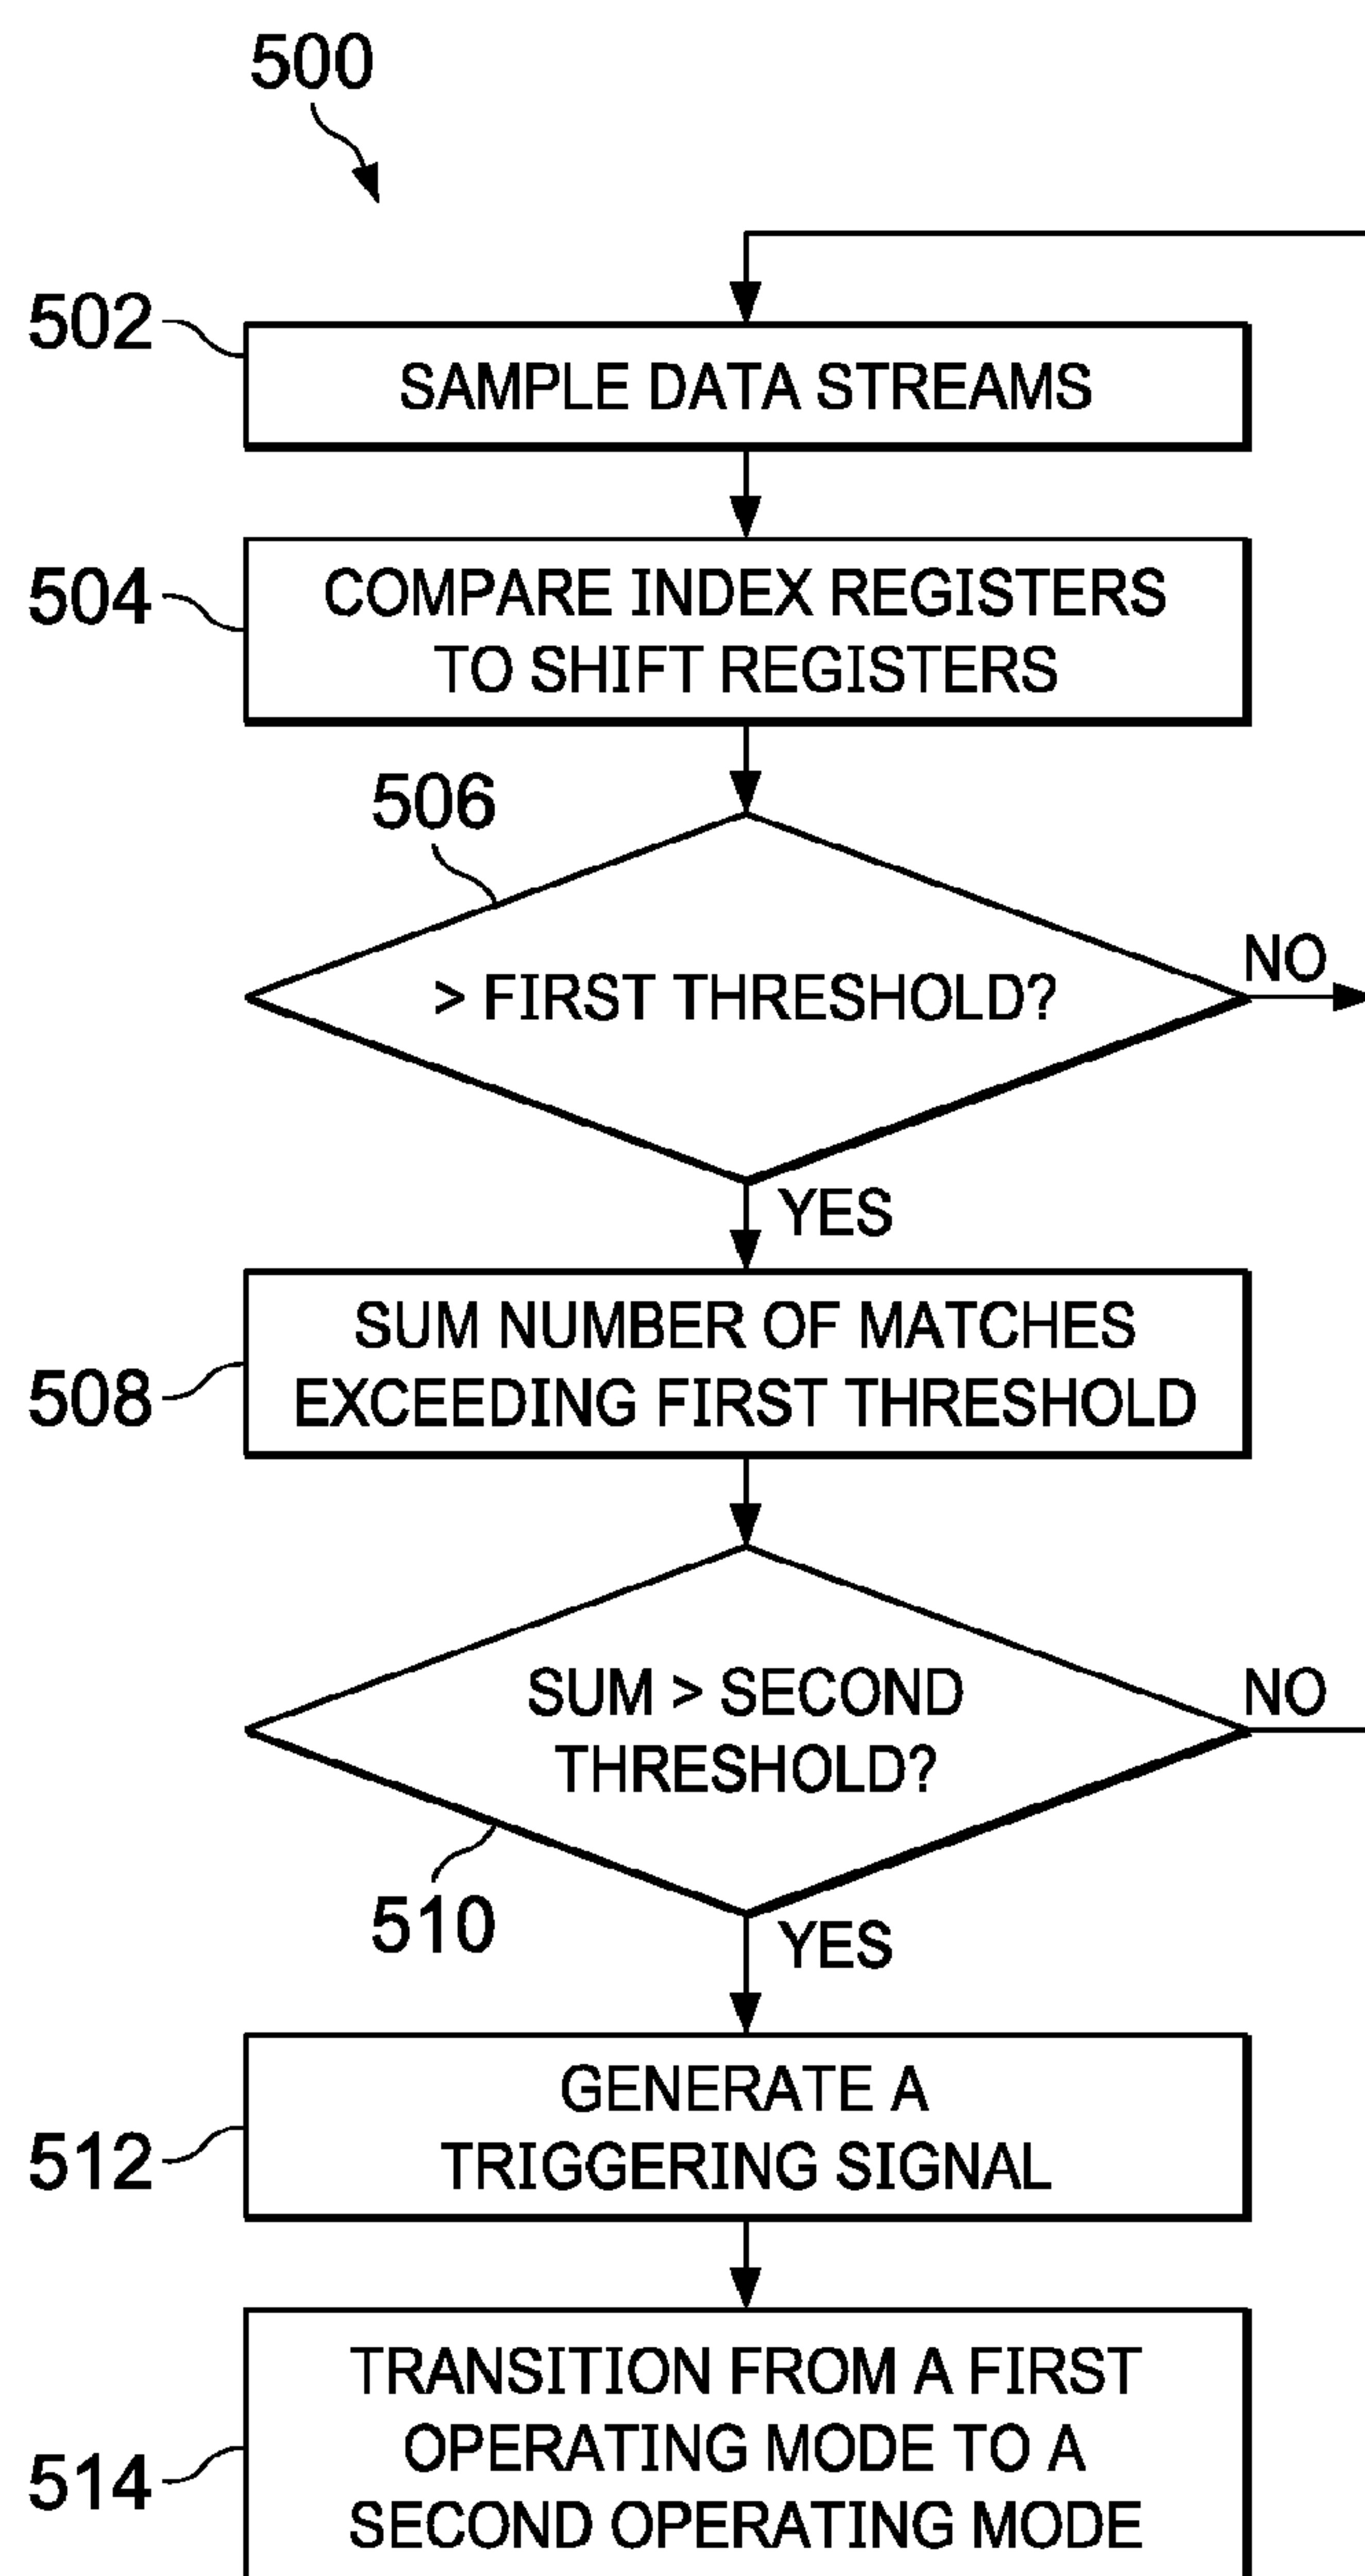 500
502
SAMPLE DATA STREAMS
504
COMPARE INDEX REGISTERS
TO SHIFT REGISTERS
506
> FIRST THRESHOLD?
NO
YES
508
SUM NUMBER OF MATCHES
EXCEEDING FIRST THRESHOLD
SUM > SECOND
THRESHOLD?
NO
510
YES
512
GENERATE A
TRIGGERING SIGNAL
514
TRANSITION FROM A FIRST
OPERATING MODE TO A
SECOND OPERATING MODE